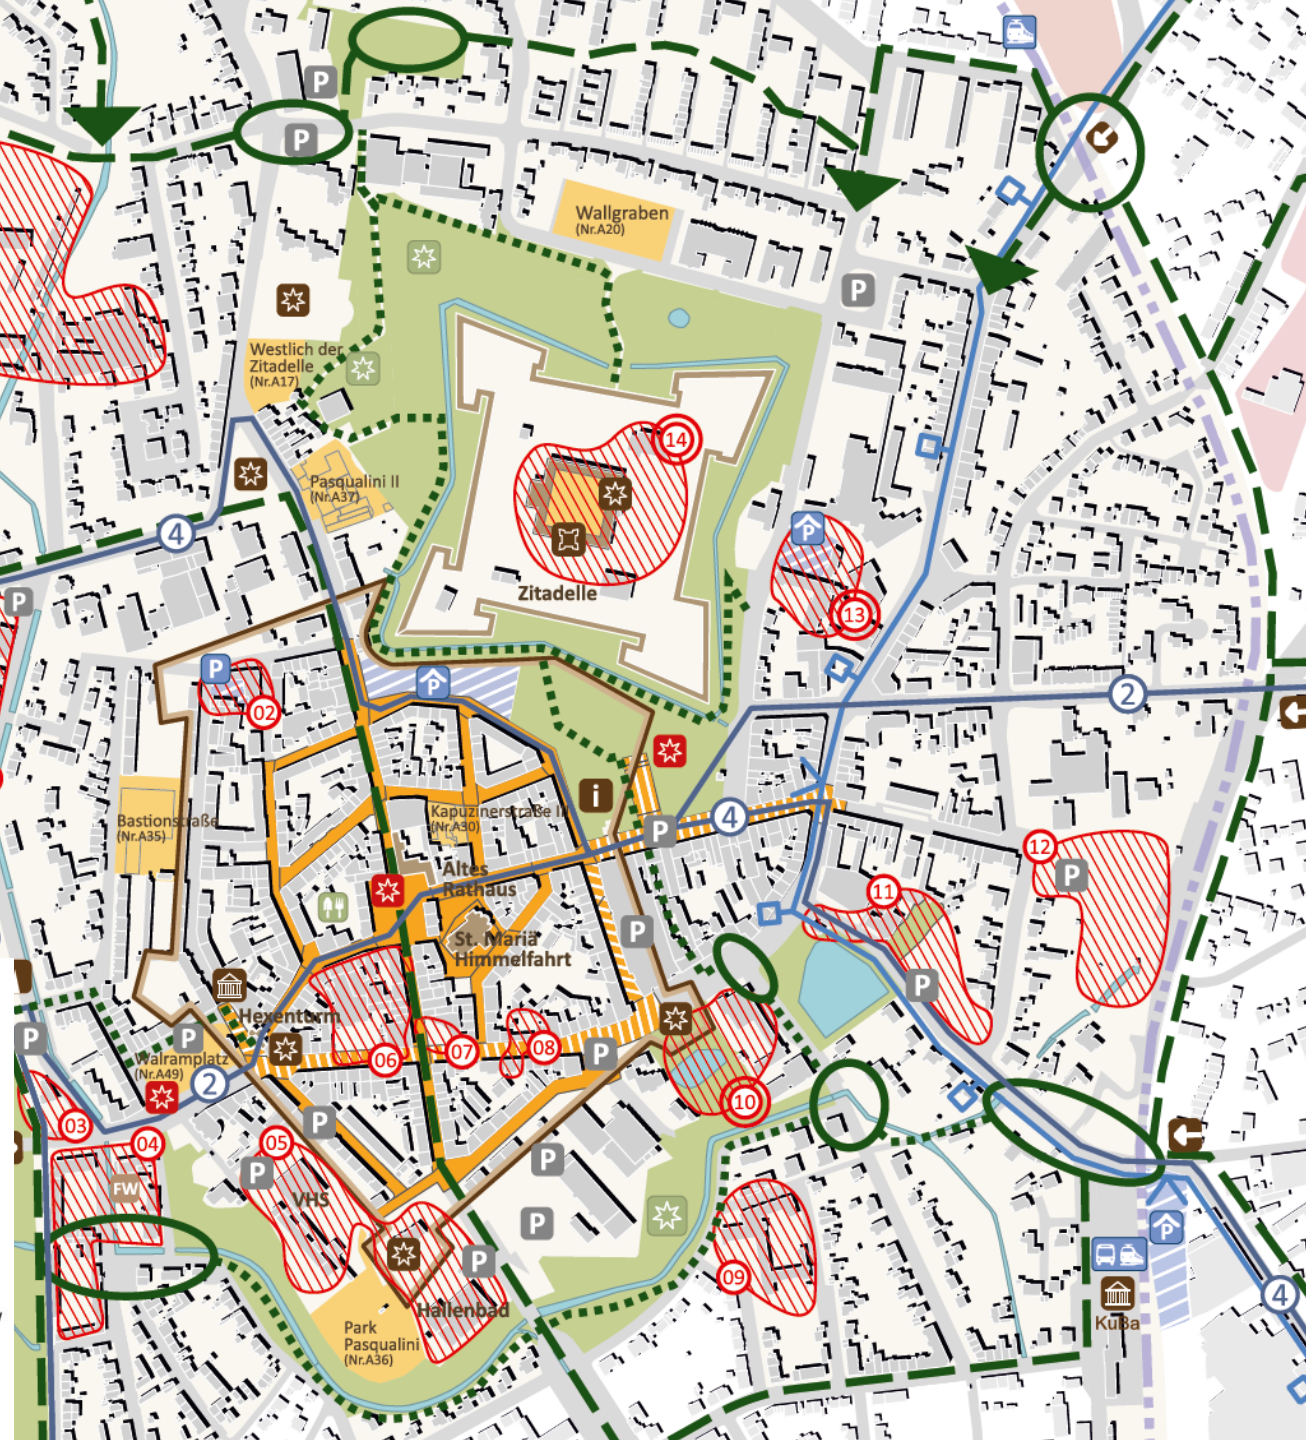 P
P
Wallgraben
(Nr.A20)
P
Westlich der
Zitadelle
(Nr.A17)
14
Pasqualini II
(Nr.A37)
4
P
P
Zitadelle
13
P
02
P
2
i
Bastionstraße
(Nr.A35)
Kapuzinerstraße II
(Nr.A30)
P
4
12
P
Altes
Rathaus
11
P
St. Mariä
Himmelfahrt
P
Hexenturm
P
P
Walramplatz
(Nr.A49)
2
06
07
08
P
10
03
04
05
P
P
P
FW
VHS
P
P
P
09
P
Hallenbad
KuBa
4
Park
Pasqualini
(Nr.A36)